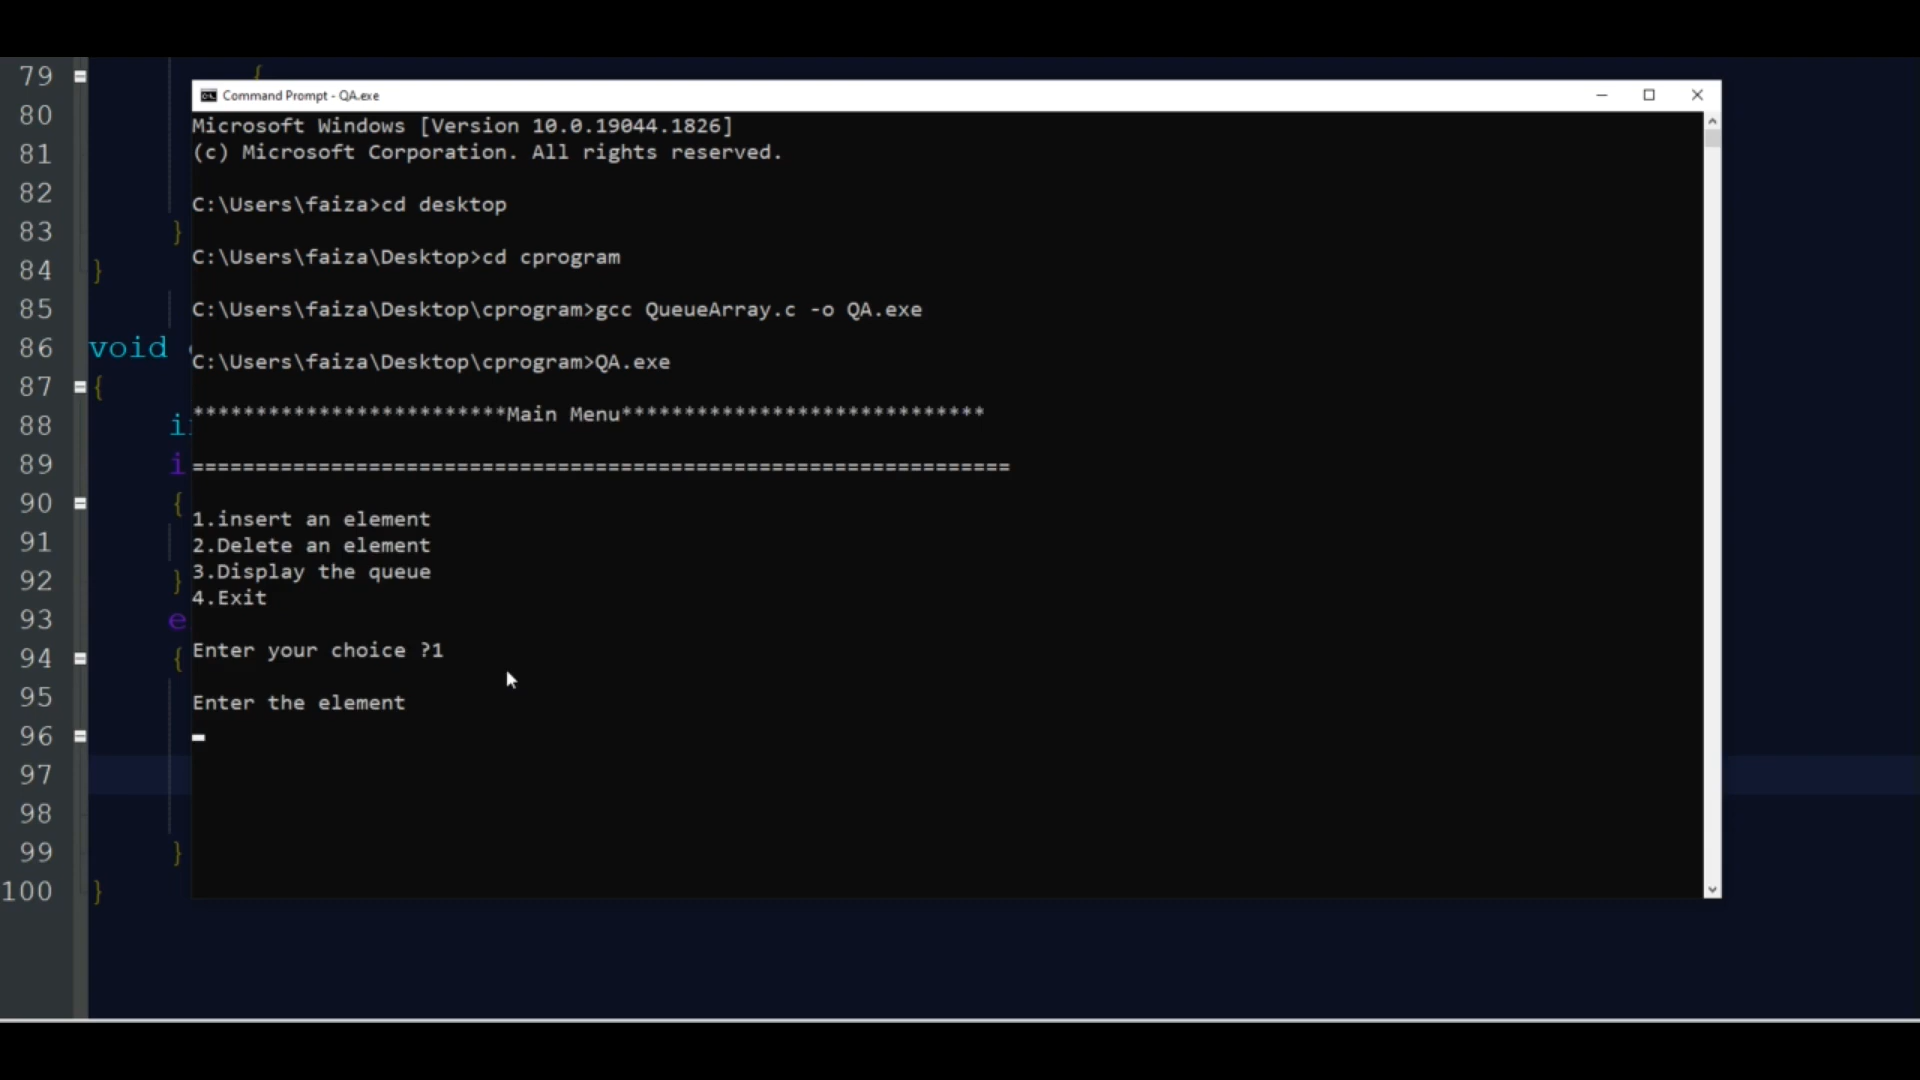 Command Prompt - QA.exe
Microsoft Windows [Version 10.0.19044.1826]
(c) Microsoft Corporation. All rights reserved.
C:\Users\faiza>cd desktop
C:\Users\faiza\Desktop>cd cprogram
C:\Users\faiza\Desktop\cprogram>gcc QueueArray.c -o QA.exe
C:\Users\faiza\Desktop\cprogram>QA.exe
*************************Main Menu*****************************
=================================================================
1.insert an element
2.Delete an element
3.Display the queue
4.Exit
Enter your choice ?1
Enter the element
79 {
80
81
82
83 }
84 }
85
86 void
87 {
88
89
90 {
91
92 }
93 e
94 {
95
96
97
98
99 }
100 }